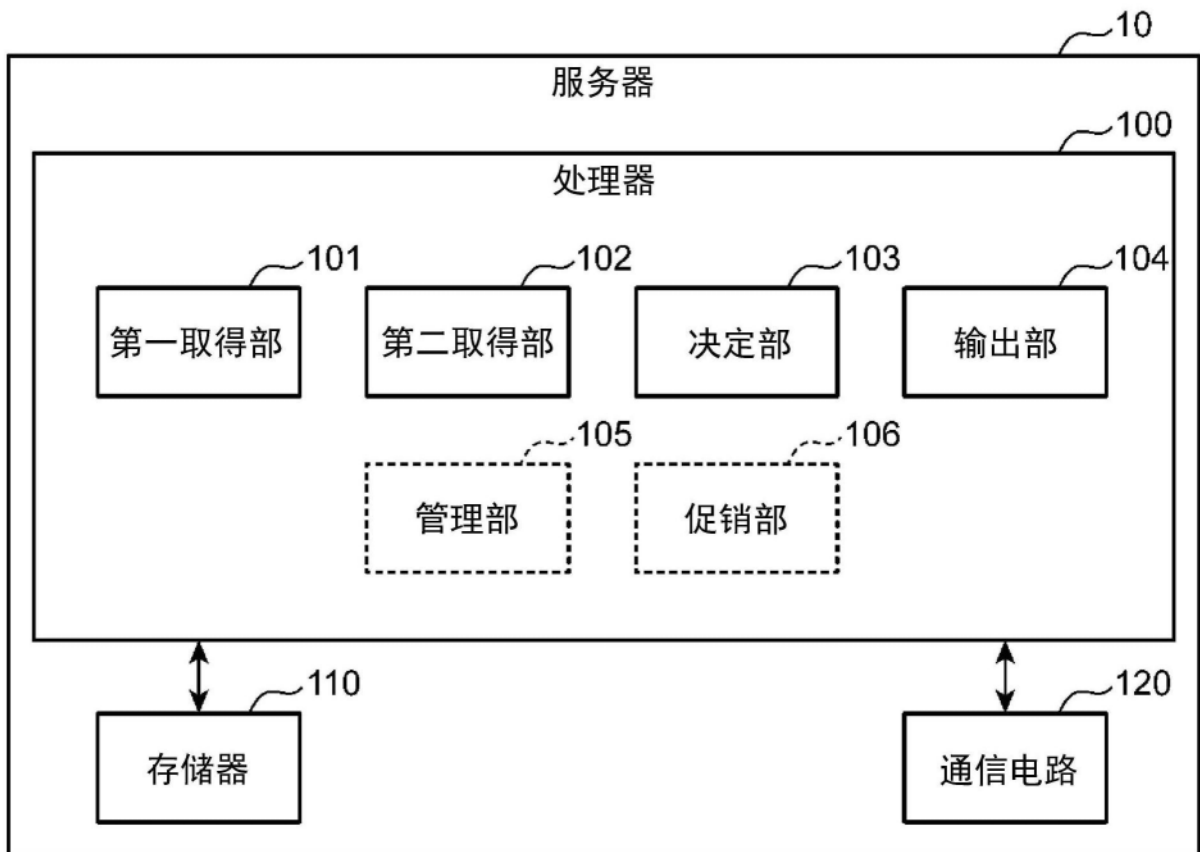 10
服务器
100
处理器
101
102
103
104
第一取得部
第二取得部
决定部
输出部
105
106
管理部
促销部
110
120
存储器
通信电路